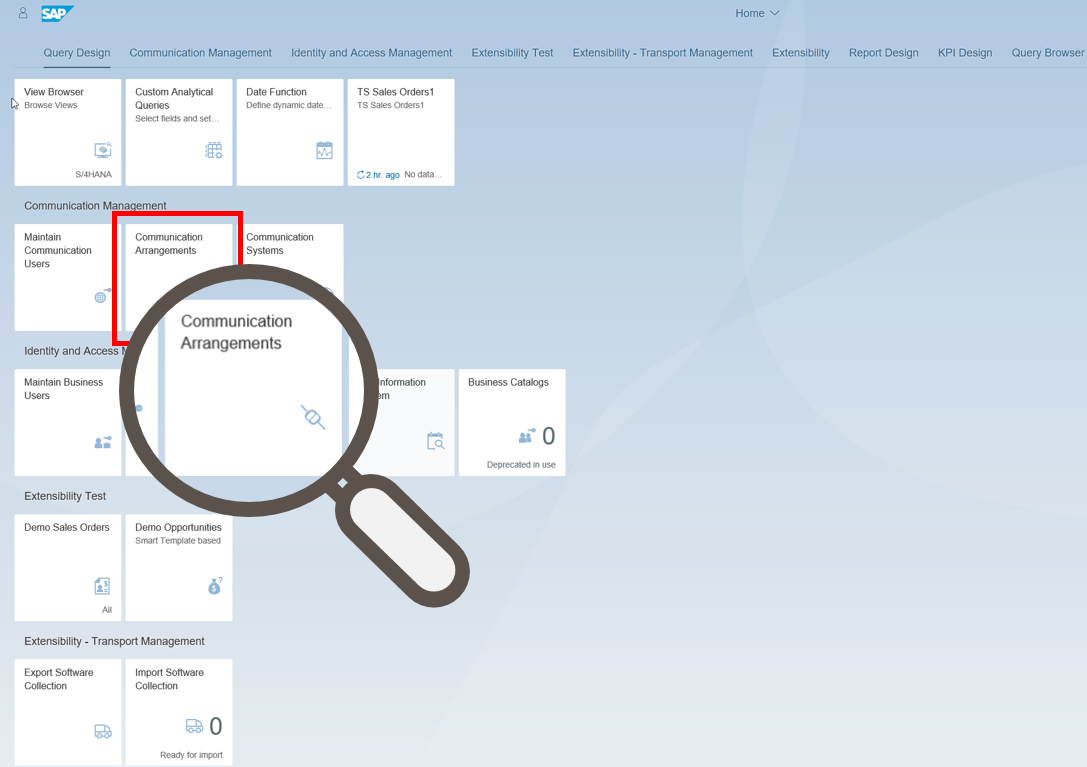 SAP
Home
Query Design Communication Management Identity and Access Management Extensibility Test Extensibility - Transport Management Extensibility Report Design KPI Design Query Browser
View Browser
Browse Views
S/4HANA
Custom Analytical
Queries
Select fields and set...
Date Function
Define dynamic date...
TS Sales Orders1
TS Sales Orders1
2 hr. ago No data...
Communication Management
Maintain
Communication
Users
Communication
Arrangements
Communication
Systems
Communication
Arrangements
Identity and Access
Maintain Business
Users
Information
Business Catalogs
0
Deprecated in use
Extensibility Test
Demo Sales Orders
All
Demo Opportunities
Smart Template based
Extensibility - Transport Management
Export Software
Collection
Import Software
Collection
0
Ready for import